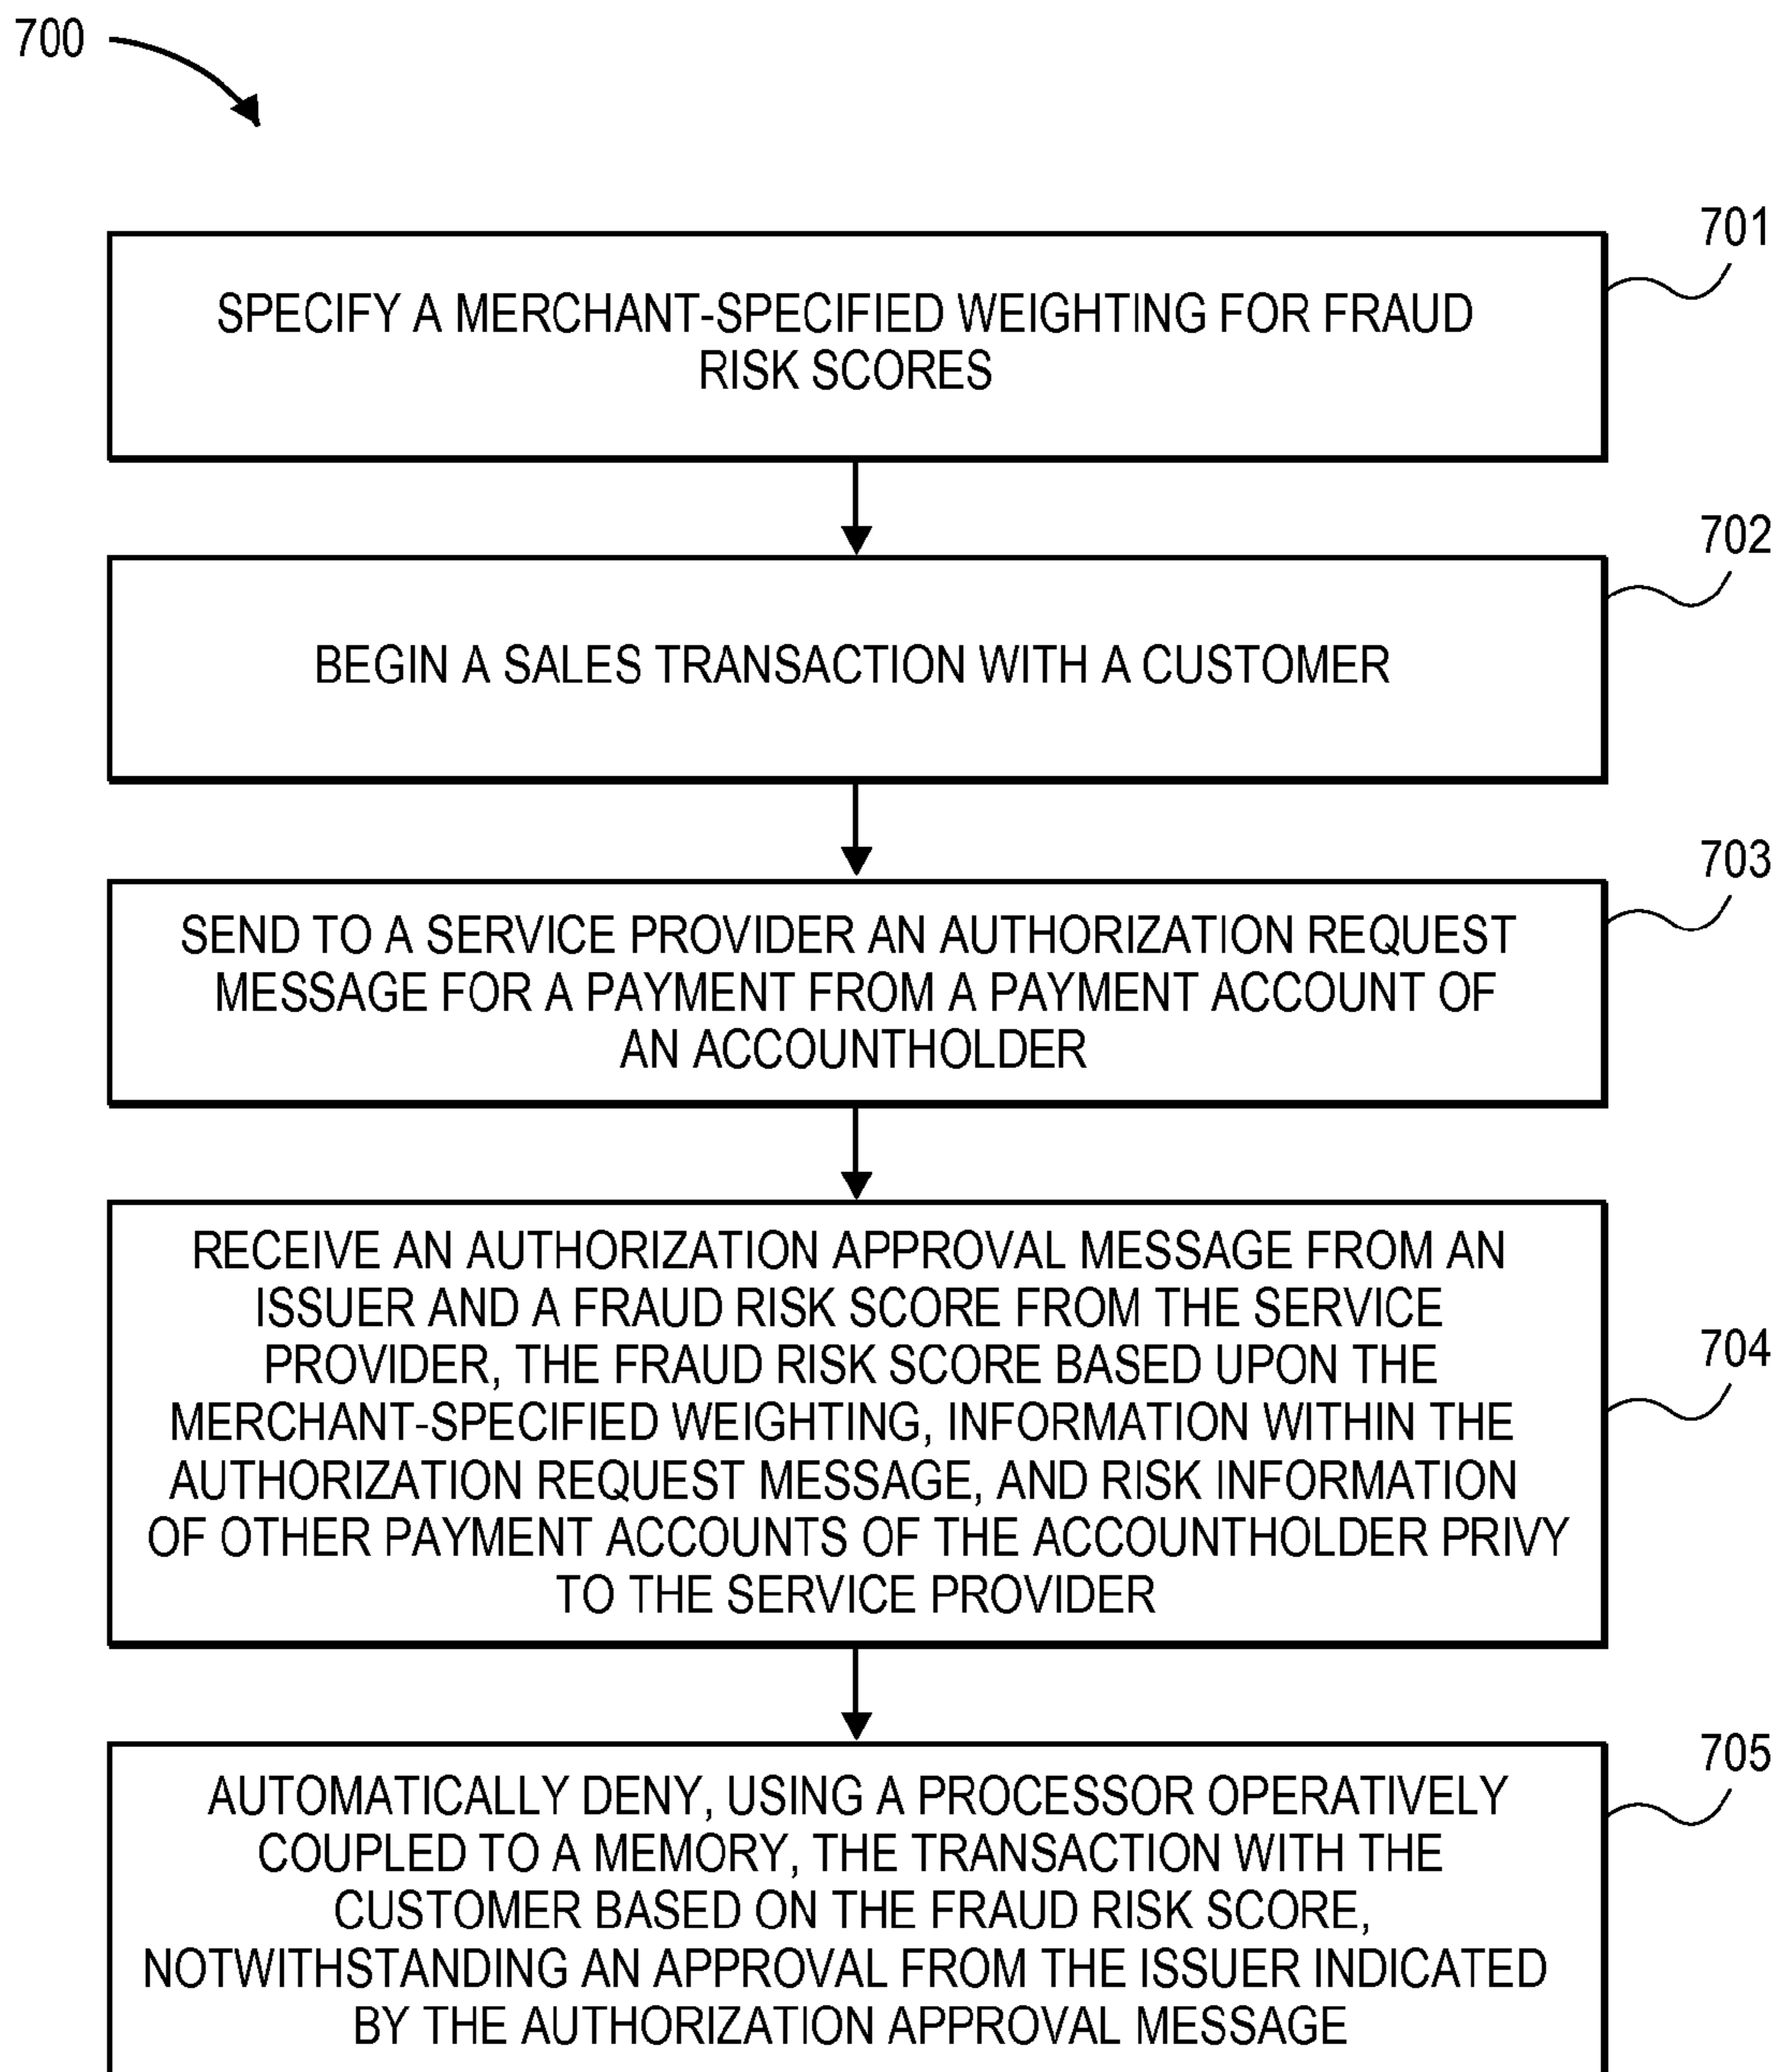 700
701
SPECIFY A MERCHANT-SPECIFIED WEIGHTING FOR FRAUD
RISK SCORES
702
BEGIN A SALES TRANSACTION WITH A CUSTOMER
703
SEND TO A SERVICE PROVIDER AN AUTHORIZATION REQUEST
MESSAGE FOR A PAYMENT FROM A PAYMENT ACCOUNT OF
AN ACCOUNTHOLDER
704
RECEIVE AN AUTHORIZATION APPROVAL MESSAGE FROM AN
ISSUER AND A FRAUD RISK SCORE FROM THE SERVICE
PROVIDER, THE FRAUD RISK SCORE BASED UPON THE
MERCHANT-SPECIFIED WEIGHTING, INFORMATION WITHIN THE
AUTHORIZATION REQUEST MESSAGE, AND RISK INFORMATION
OF OTHER PAYMENT ACCOUNTS OF THE ACCOUNTHOLDER PRIVY
TO THE SERVICE PROVIDER
705
AUTOMATICALLY DENY, USING A PROCESSOR OPERATIVELY
COUPLED TO A MEMORY, THE TRANSACTION WITH THE
CUSTOMER BASED ON THE FRAUD RISK SCORE,
NOTWITHSTANDING AN APPROVAL FROM THE ISSUER INDICATED
BY THE AUTHORIZATION APPROVAL MESSAGE